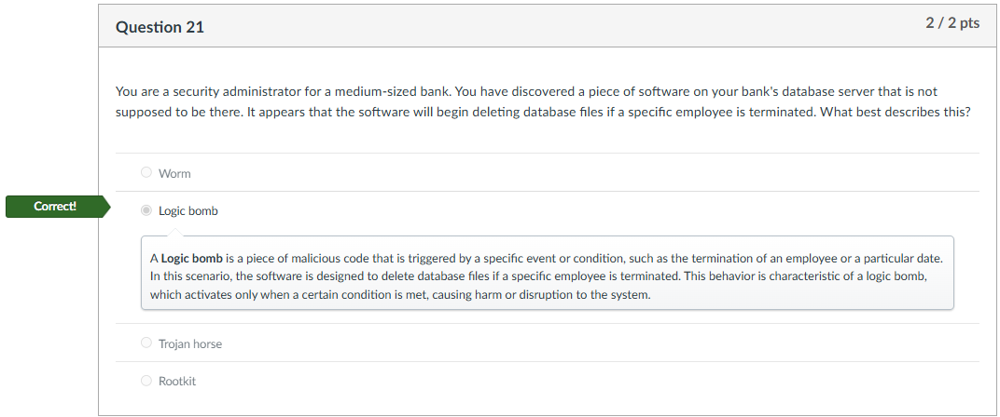 Question 21
2 / 2 pts
You are a security administrator for a medium-sized bank. You have discovered a piece of software on your bank's database server that is not
supposed to be there. It appears that the software will begin deleting database files if a specific employee is terminated. What best describes this?
Worm
Correct!
Logic bomb
A Logic bomb is a piece of malicious code that is triggered by a specific event or condition, such as the termination of an employee or a particular date.
In this scenario, the software is designed to delete database files if a specific employee is terminated. This behavior is characteristic of a logic bomb,
which activates only when a certain condition is met, causing harm or disruption to the system.
Trojan horse
Rootkit